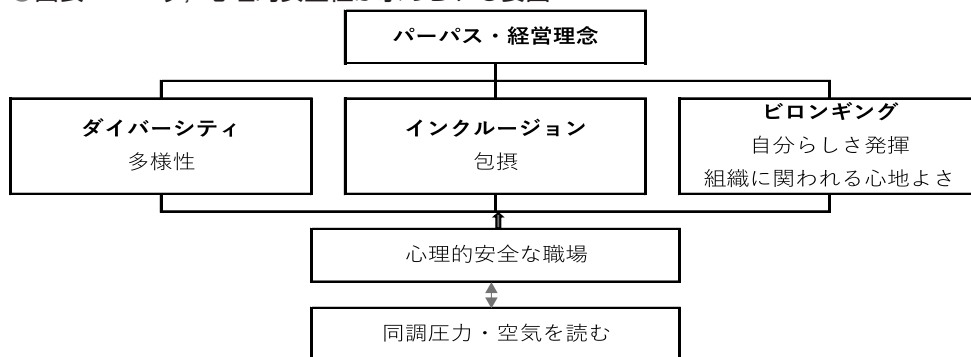 パーパス・経営理念
ダイバーシティ
多様性
インクルージョン
包摂
ビロンギング
自分らしさ発揮
組織に関われる心地よさ
心理的安全な職場
同調圧力・空気を読む